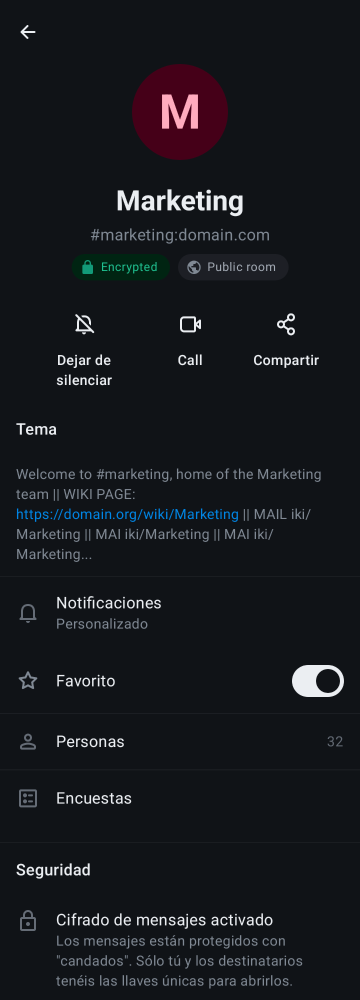 M
Marketing
#marketing:domain.com
Encrypted
Public room
Dejar de
silenciar
Call
Compartir
Tema
Welcome to #marketing, home of the Marketing
team || WIKI PAGE:
https://domain.org/wiki/Marketing || MAIL iki/
Marketing || MAI iki/Marketing || MAI iki/
Marketing...
Notificaciones
Personalizado
Favorito
Personas
32
Encuestas
Seguridad
Cifrado de mensajes activado
Los mensajes están protegidos con
"candados". Sólo tú y los destinatarios
tenéis las llaves únicas para abrirlos.